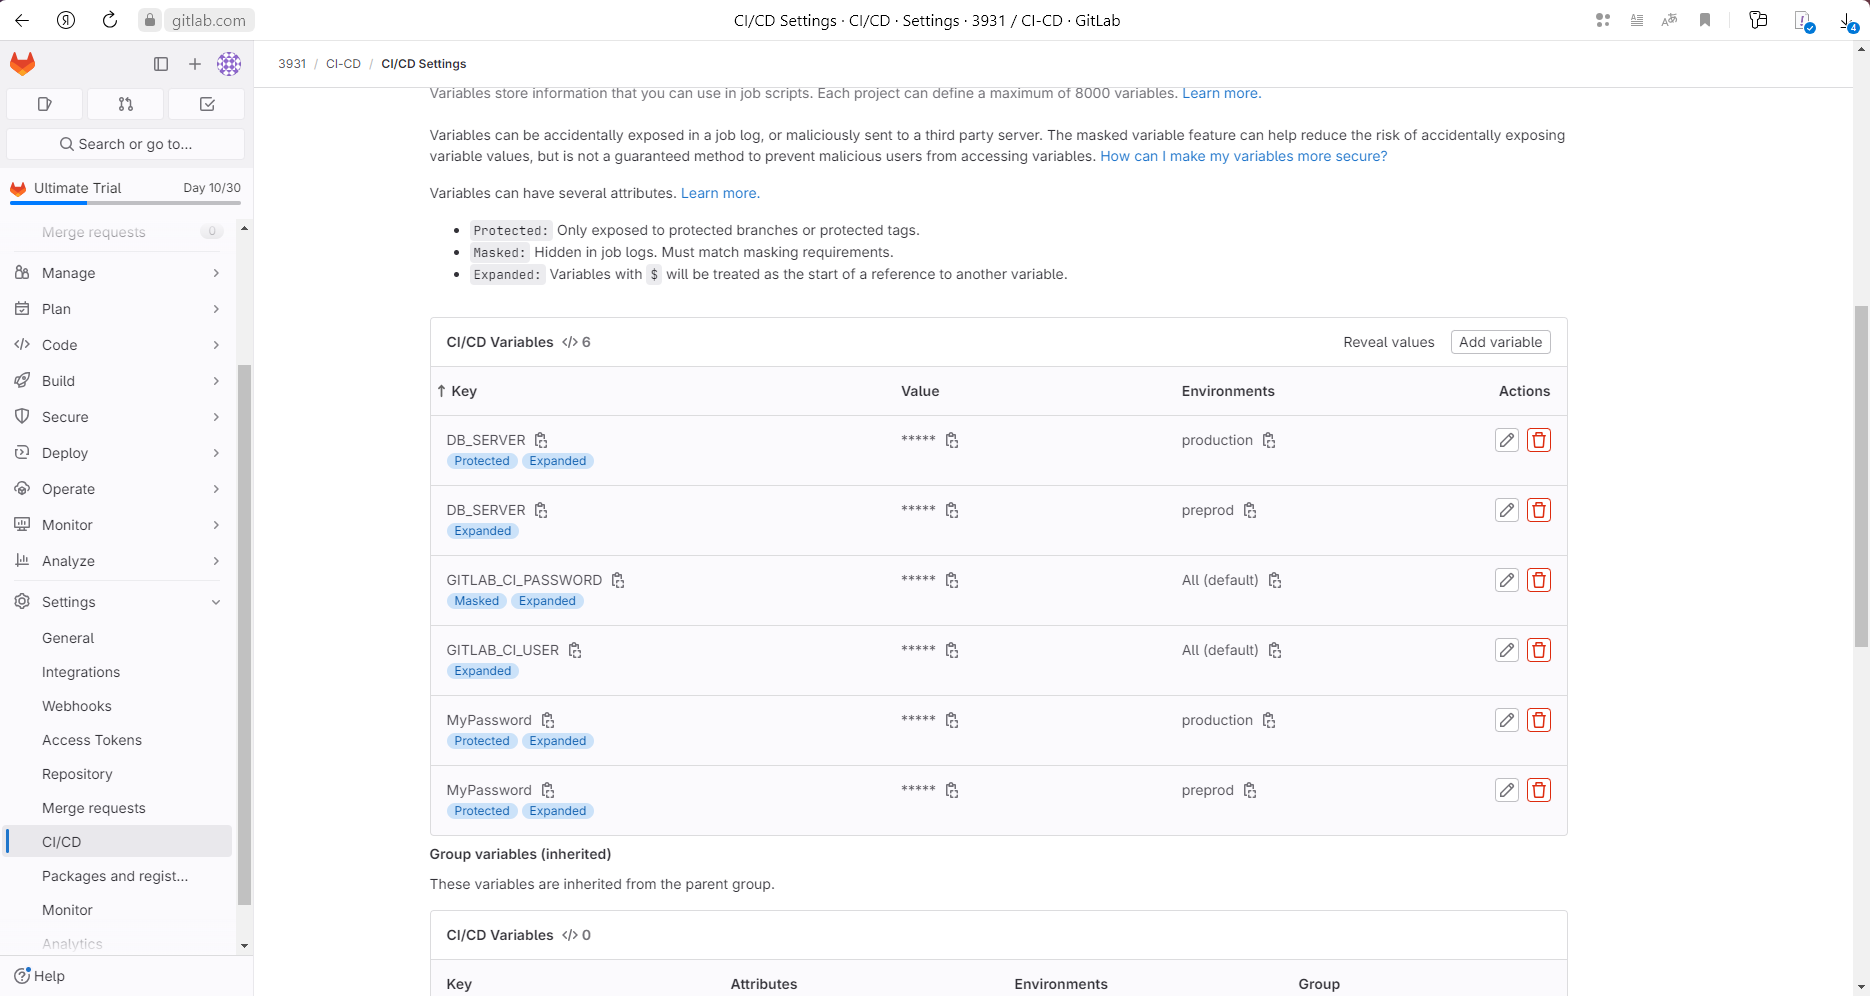 gitlab.com
CI/CD Settings · CI/CD · Settings · 3931 / CI-CD · GitLab
4
3931 / CI-CD / CI/CD Settings
Search or go to...
Ultimate Trial Day 10/30
Merge requests 0
Manage
Plan
Code
Build
Secure
Deploy
Operate
Monitor
Analyze
Settings
General
Integrations
Webhooks
Access Tokens
Repository
Merge requests
CI/CD
Packages and regist...
Monitor
Analytics
Help
Variables store information that you can use in job scripts. Each project can define a maximum of 8000 variables. Learn more.
Variables can be accidentally exposed in a job log, or maliciously sent to a third party server. The masked variable feature can help reduce the risk of accidentally exposing
variable values, but is not a guaranteed method to prevent malicious users from accessing variables. How can I make my variables more secure?
Variables can have several attributes. Learn more.
• Protected: Only exposed to protected branches or protected tags.
• Masked: Hidden in job logs. Must match masking requirements.
• Expanded: Variables with $ will be treated as the start of a reference to another variable.
CI/CD Variables </> 6 Reveal values Add variable
↑ Key Value Environments Actions
DB_SERVER ***** production
Protected Expanded
DB_SERVER ***** preprod
Expanded
GITLAB_CI_PASSWORD ***** All (default)
Masked Expanded
GITLAB_CI_USER ***** All (default)
Expanded
MyPassword ***** production
Protected Expanded
MyPassword ***** preprod
Protected Expanded
Group variables (inherited)
These variables are inherited from the parent group.
CI/CD Variables </> 0
Key Attributes Environments Group